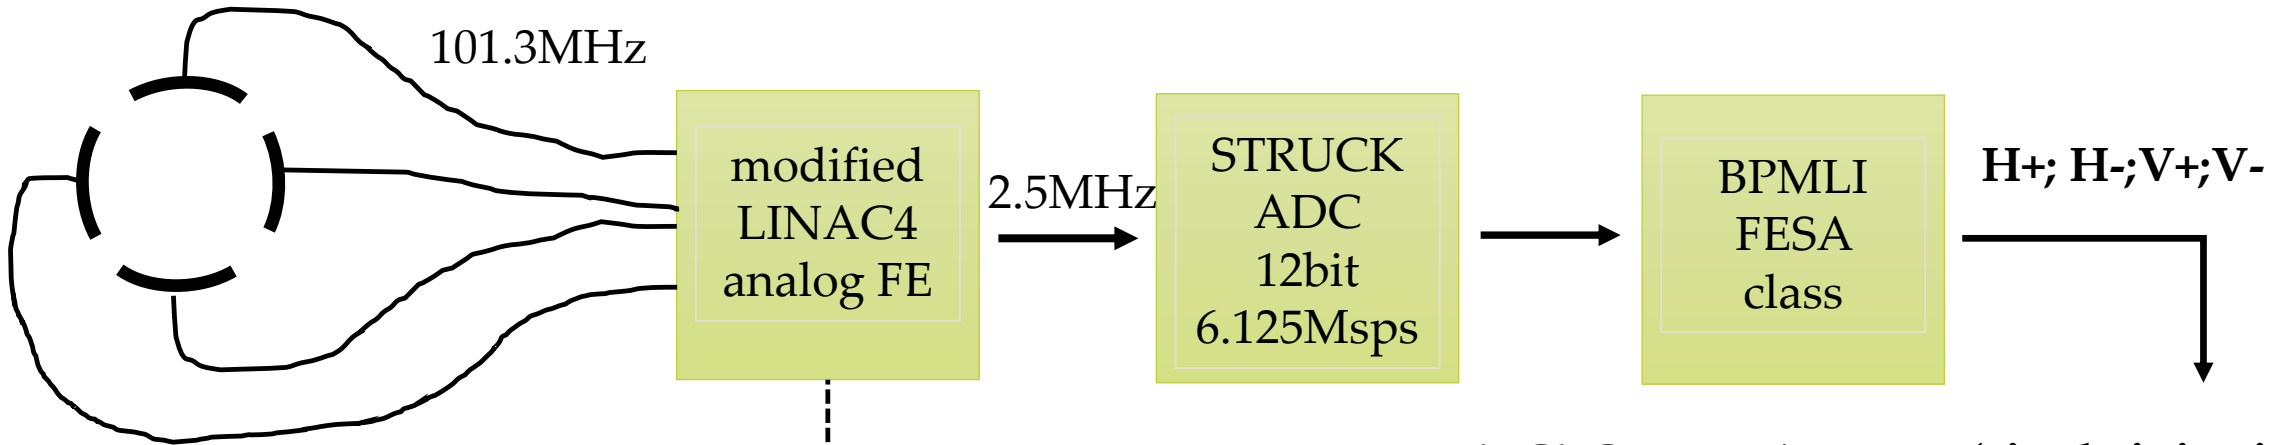 101.3MHz
modified
LINAC4
analog FE
2.5MHz
STRUCK
ADC
12bit
6.125Msps
BPMLI
FESA
class
H+; H-;V+;V-